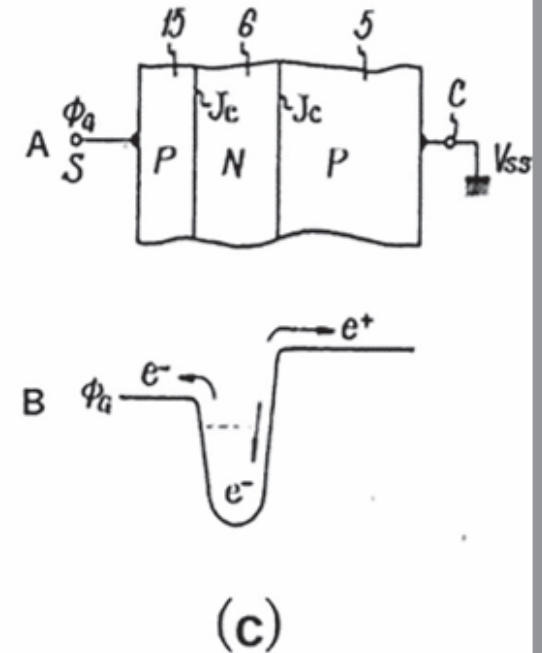 15 6 5
Jc Jc C
A Φa S P N P Vss
e- e+
B Φa
e-
(C)